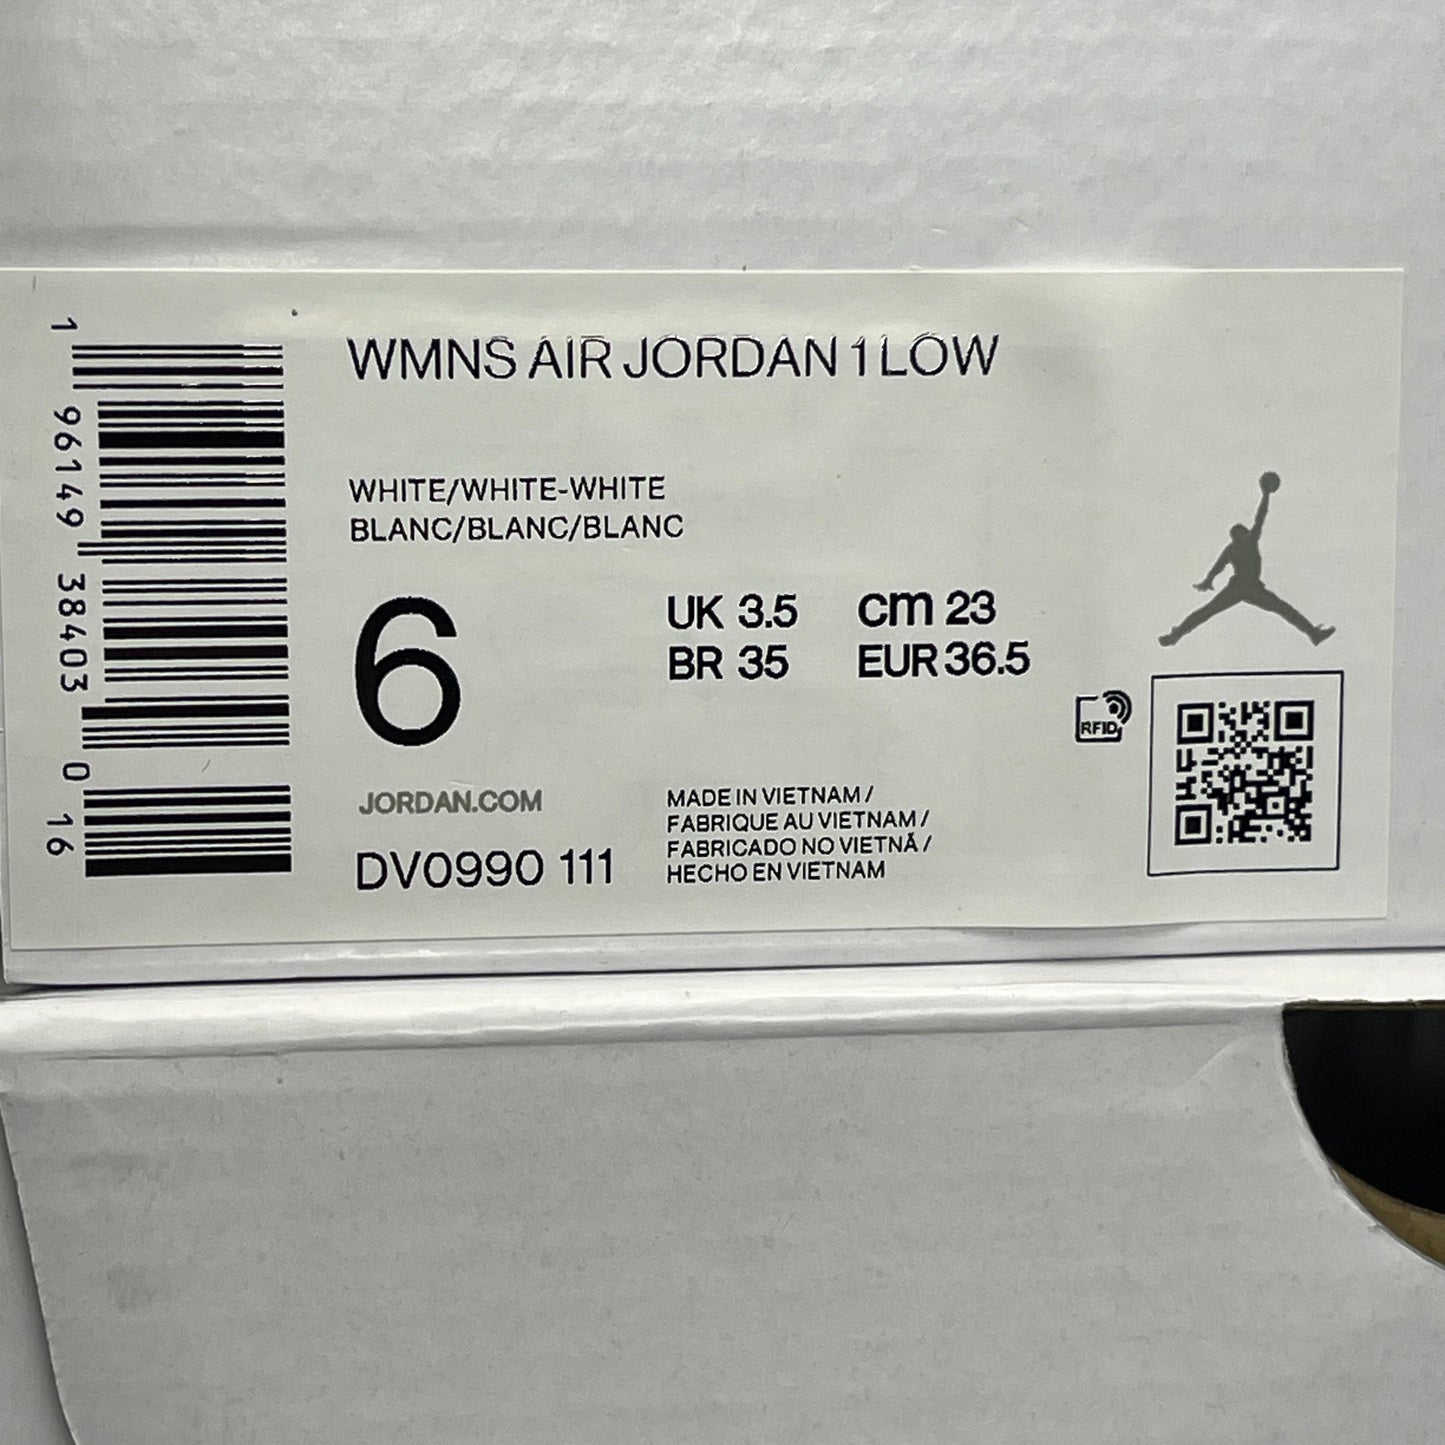 1 96149 38403 0 16
WMNS AIR JORDAN 1 LOW
WHITE/WHITE-WHITE
BLANC/BLANC/BLANC
6
UK 3.5 cm 23
BR 35 EUR 36.5
RFID
JORDAN.COM
DV0990 111
MADE IN VIETNAM /
FABRIQUE AU VIETNAM /
FABRICADO NO VIETNÃ /
HECHO EN VIETNAM